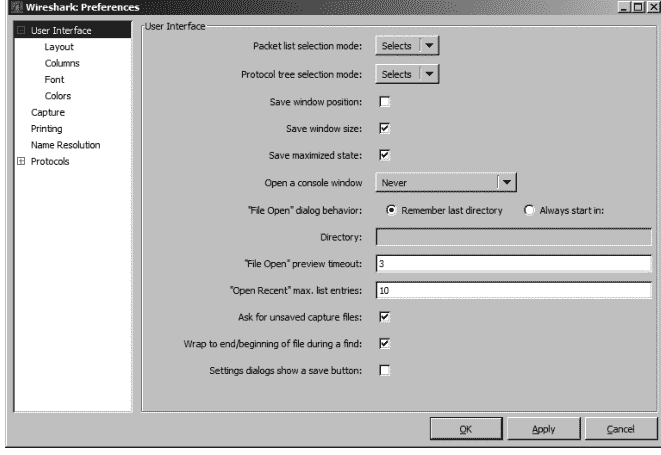 Wireshark: Preferences
User Interface
Layout
Columns
Font
Colors
Capture
Printing
Name Resolution
Protocols
User Interface
Packet list selection mode: Selects
Protocol tree selection mode: Selects
Save window position:
Save window size:
Save maximized state:
Open a console window Never
"File Open" dialog behavior: Remember last directory Always start in:
Directory:
"File Open" preview timeout: 3
"Open Recent" max. list entries: 10
Ask for unsaved capture files:
Wrap to end/beginning of file during a find:
Settings dialogs show a save button:
OK Apply Cancel